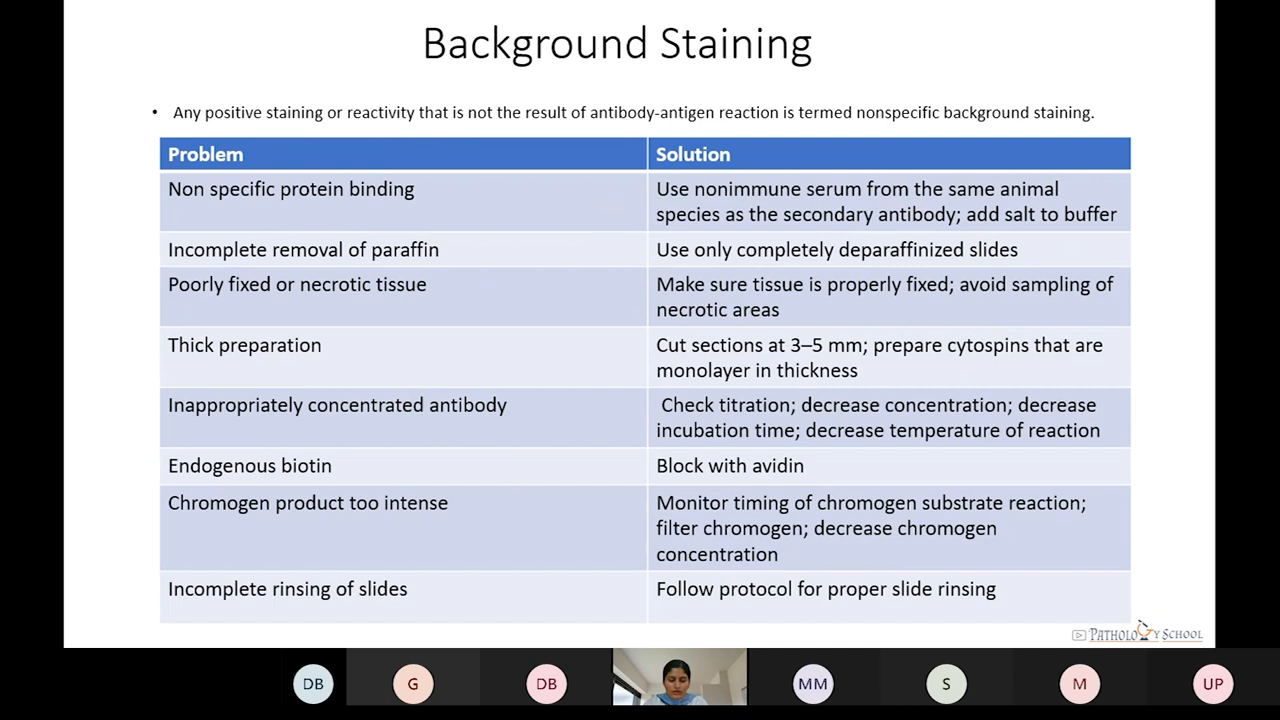 Background Staining
• Any positive staining or reactivity that is not the result of antibody-antigen reaction is termed nonspecific background staining.
Problem
Solution
Non specific protein binding
Use nonimmune serum from the same animal
species as the secondary antibody; add salt to buffer
Incomplete removal of paraffin
Use only completely deparaffinized slides
Poorly fixed or necrotic tissue
Make sure tissue is properly fixed; avoid sampling of
necrotic areas
Thick preparation
Cut sections at 3–5 mm; prepare cytospins that are
monolayer in thickness
Inappropriately concentrated antibody
Check titration; decrease concentration; decrease
incubation time; decrease temperature of reaction
Endogenous biotin
Block with avidin
Chromogen product too intense
Monitor timing of chromogen substrate reaction;
filter chromogen; decrease chromogen
concentration
Incomplete rinsing of slides
Follow protocol for proper slide rinsing
PATHOLOGY SCHOOL
DB
G
DB
MM
S
M
UP